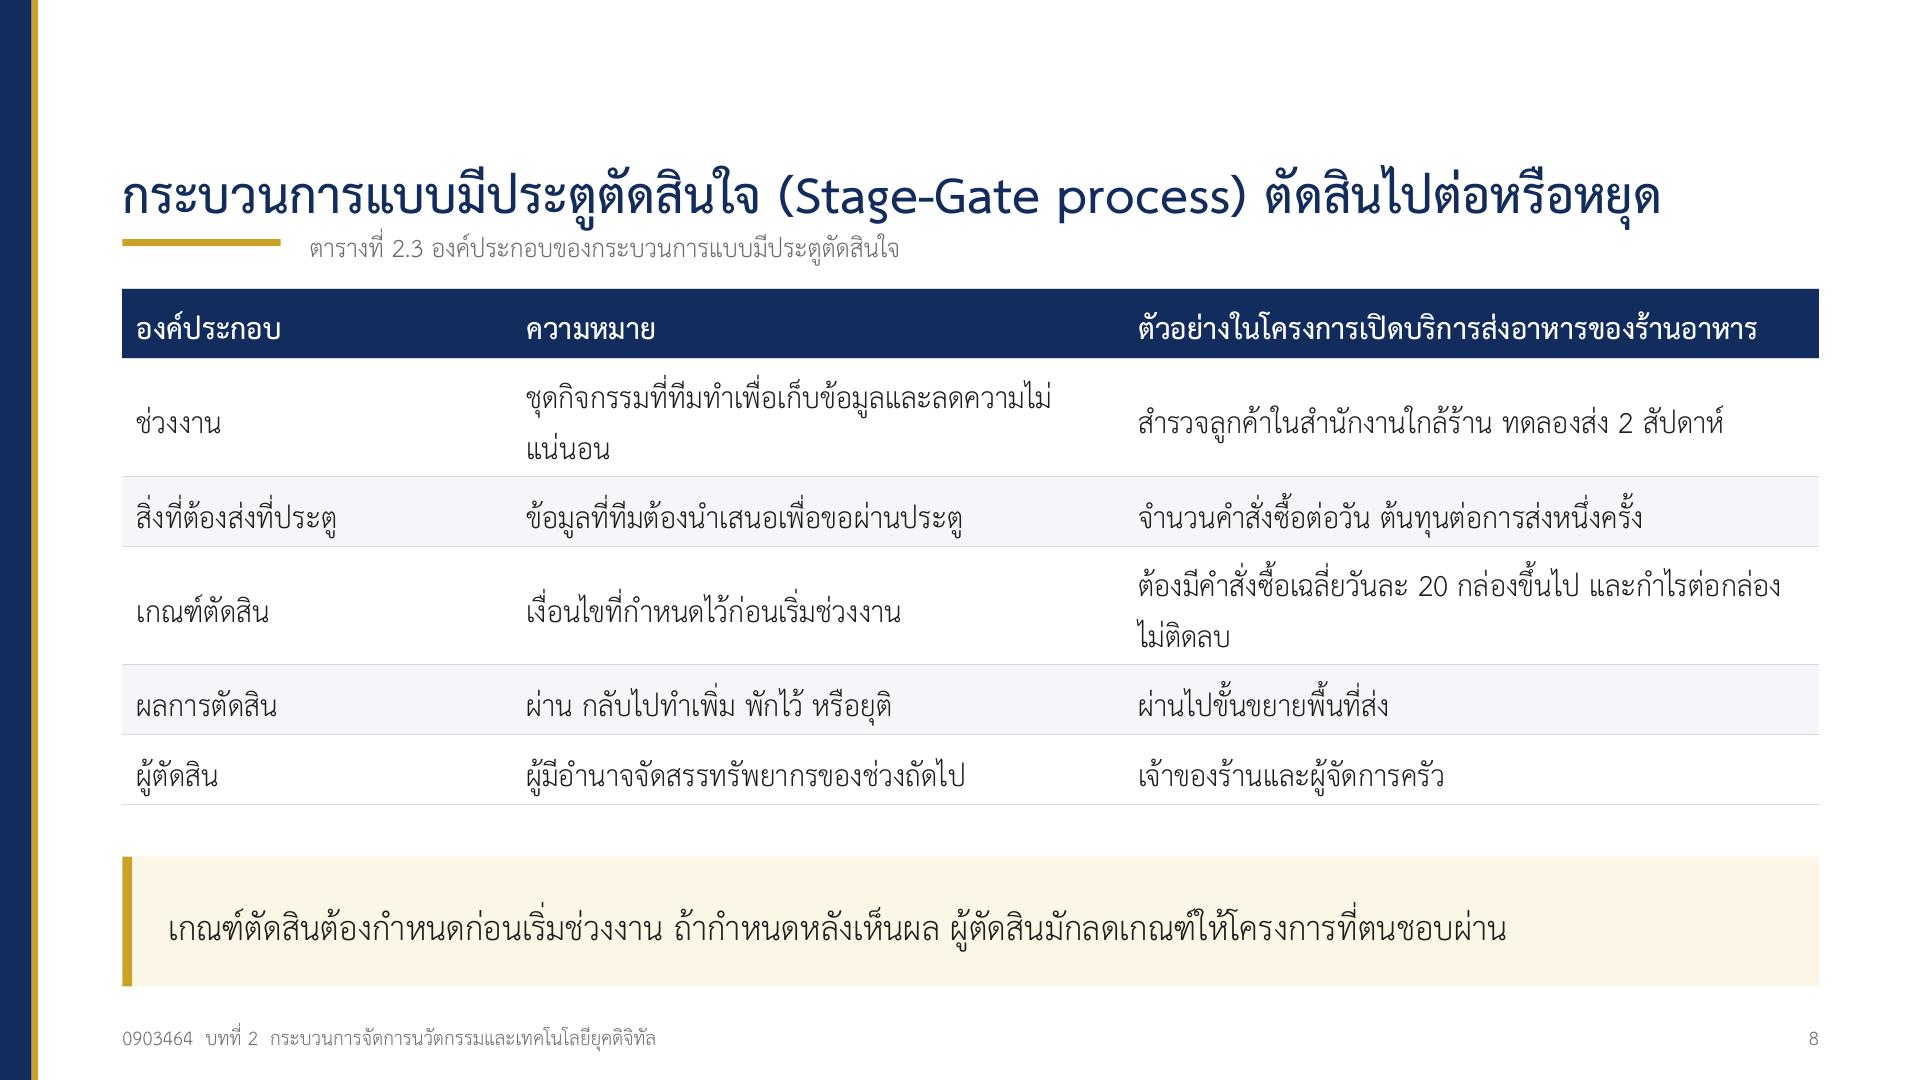 กระบวนการแบบมีประตูตัดสินใจ (Stage-Gate process) ตัดสินไปต่อหรือหยุด
ตารางที่ 2.3 องค์ประกอบของกระบวนการแบบมีประตูตัดสินใจ
องค์ประกอบ ความหมาย ตัวอย่างในโครงการเปิดบริการส่งอาหารของร้านอาหาร
ช่วงงาน
ชุดกิจกรรมที่ทีมทำเพื่อเก็บข้อมูลและลดความไม่
แน่นอน
สำรวจลูกค้าในสำนักงานใกล้ร้าน ทดลองส่ง 2 สัปดาห์
สิ่งที่ต้องส่งที่ประตู ข้อมูลที่ทีมต้องนำเสนอเพื่อขอผ่านประตู จำนวนคำสั่งซื้อต่อวัน ต้นทุนต่อการส่งหนึ่งครั้ง
เกณฑ์ตัดสิน เงื่อนไขที่กำหนดไว้ก่อนเริ่มช่วงงาน
ต้องมีคำสั่งซื้อเฉลี่ยวันละ 20 กล่องขึ้นไป และกำไรต่อกล่อง
ไม่ติดลบ
ผลการตัดสิน ผ่าน กลับไปทำเพิ่ม พักไว้ หรือยุติ ผ่านไปขั้นขยายพื้นที่ส่ง
ผู้ตัดสิน ผู้มีอำนาจจัดสรรทรัพยากรของช่วงถัดไป เจ้าของร้านและผู้จัดการครัว
เกณฑ์ตัดสินต้องกำหนดก่อนเริ่มช่วงงาน ถ้ากำหนดหลังเห็นผล ผู้ตัดสินมักลดเกณฑ์ให้โครงการที่ตนชอบผ่าน
0903464 บทที่ 2 กระบวนการจัดการนวัตกรรมและเทคโนโลยียุคดิจิทัล 8